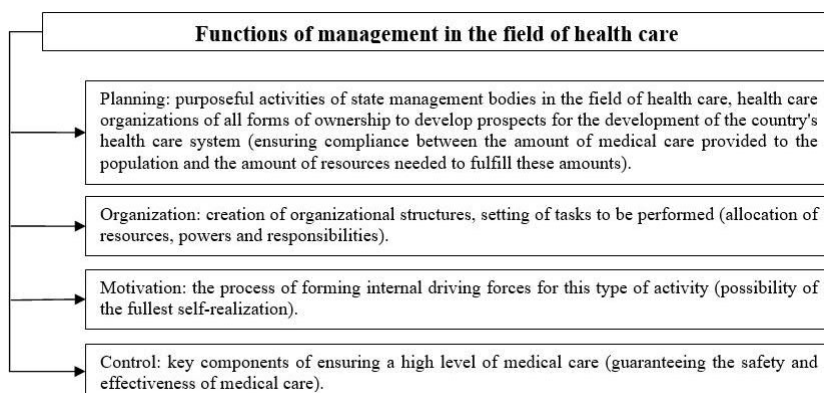 Functions of management in the field of health care
Planning: purposeful activities of state management bodies in the field of health care, health care
organizations of all forms of ownership to develop prospects for the development of the country's
health care system (ensuring compliance between the amount of medical care provided to the
population and the amount of resources needed to fulfill these amounts).
Organization: creation of organizational structures, setting of tasks to be performed (allocation of
resources, powers and responsibilities).
Motivation: the process of forming internal driving forces for this type of activity (possibility of
the fullest self-realization).
Control: key components of ensuring a high level of medical care (guaranteeing the safety and
effectiveness of medical care).